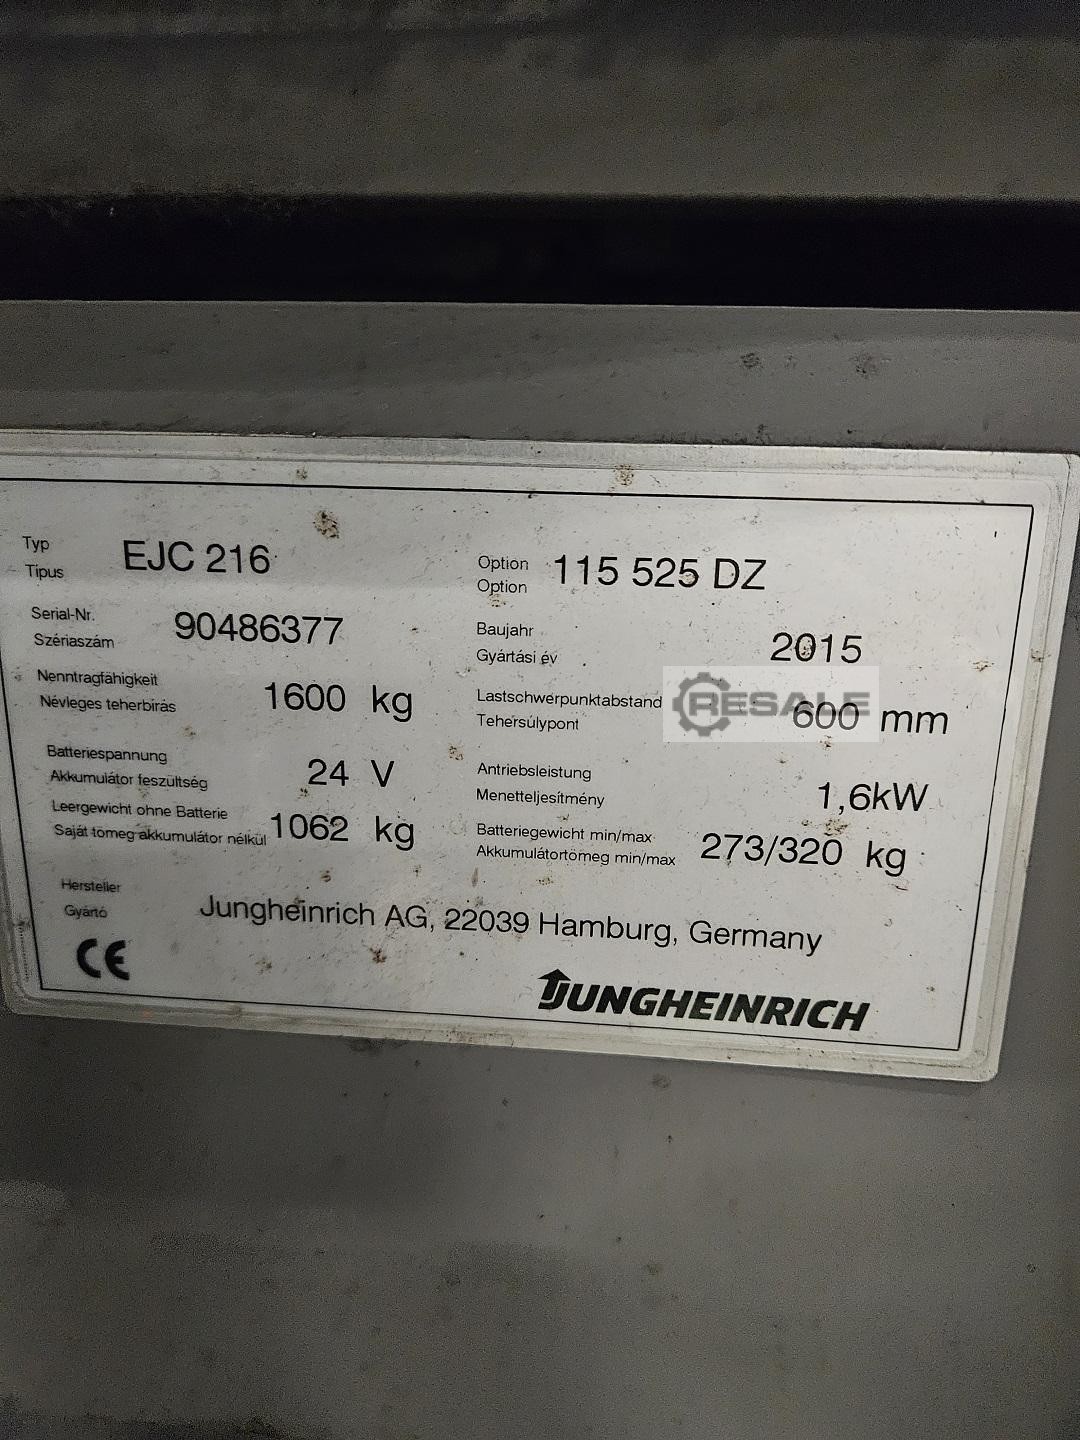 Typ
Tipus
EJC 216
Option
Option
115 525 DZ
Serial-Nr.
Szériaszám
90486377
Baujahr
Gyártási év
2015
Nenntragfähigkeit
Névleges teherbírás
1600 kg
Lastschwerpunktabstand
Tehersúlypont
600 mm
RESALE
Batteriespannung
Akkumulátor feszültség
24 V
Antriebsleistung
Menetteljesítmény
1,6kW
Leergewicht ohne Batterie
Saját tömeg akkumulátor nélkül
1062 kg
Batteriegewicht min/max
Akkumulátortömeg min/max
273/320 kg
Hersteller
Gyártó
Jungheinrich AG, 22039 Hamburg, Germany
CE
JUNGHEINRICH